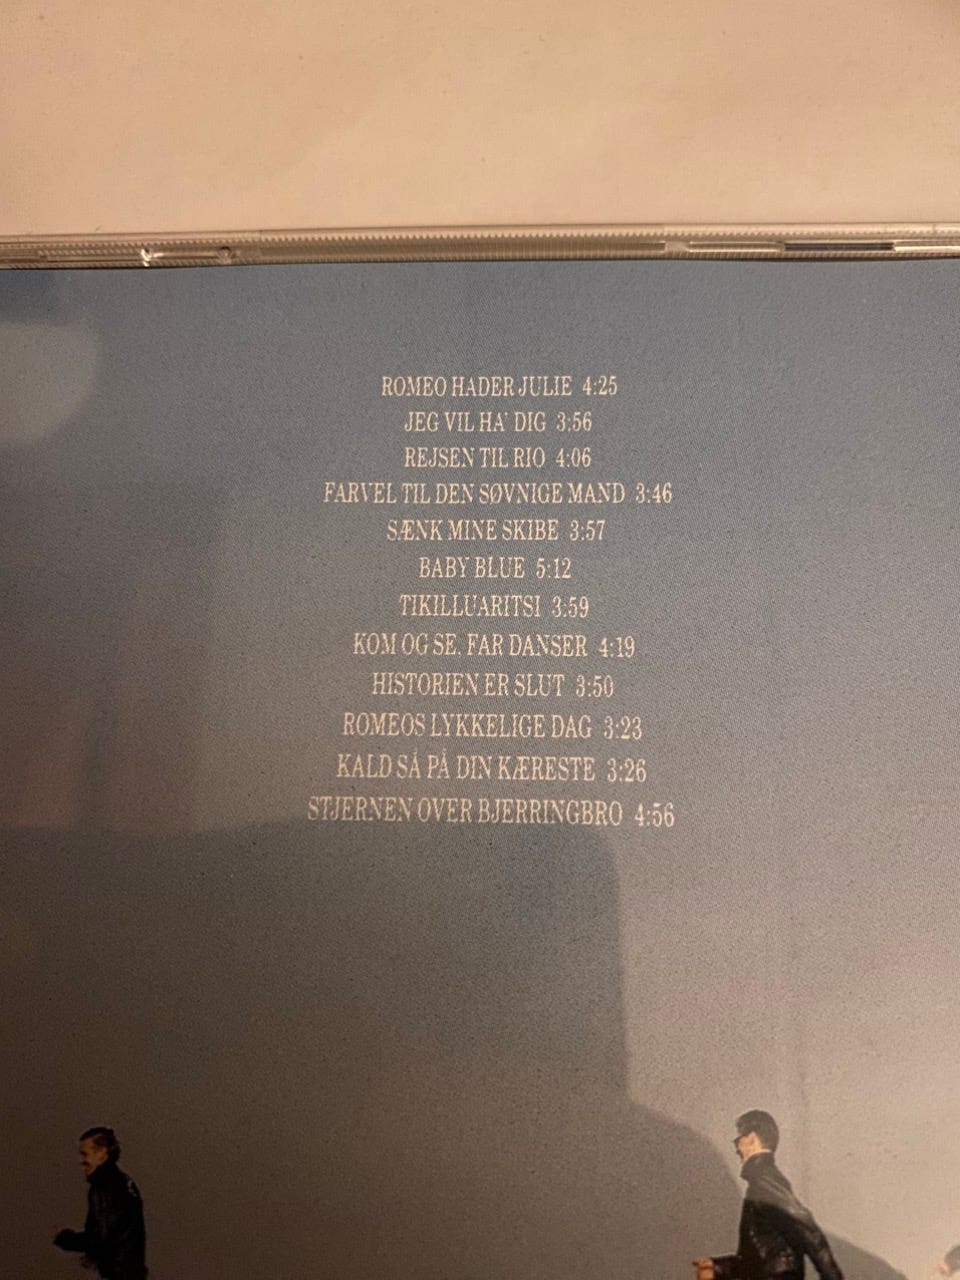 ROMEO HADER JULIE 4:25
JEG VIL HA' DIG 3:56
REJSEN TIL RIO 4:06
FARVEL TIL DEN SØVNIGE MAND 3:46
SÆNK MINE SKIBE 3:57
BABY BLUE 5:12
TIKILLUARITSI 3:59
KOM OG SE, FAR DANSER 4:19
HISTORIEN ER SLUT 3:50
ROMEOS LYKKELIGE DAG 3:23
KALD SÅ PÅ DIN KÆRESTE 3:26
STJERNEN OVER BJERRINGBRO 4:56